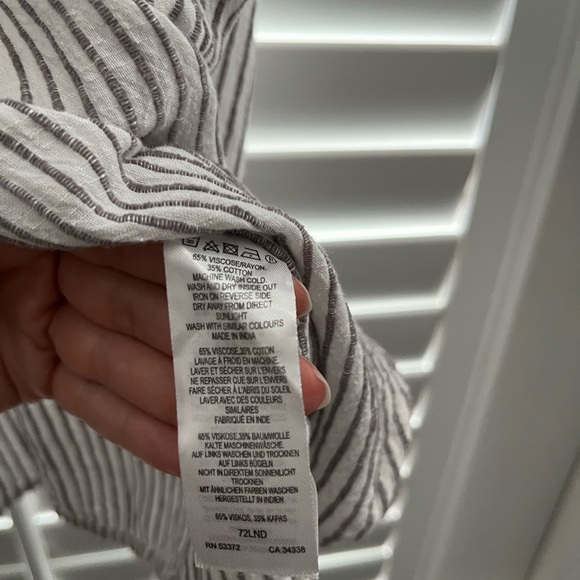 65% VISCOSE/RAYON,
35% COTTON
MACHINE WASH COLD
WASH AND DRY INSIDE OUT
IRON ON REVERSE SIDE
DRY AWAY FROM DIRECT
SUNLIGHT
WASH WITH SIMILAR COLOURS
MADE IN INDIA
65% VISCOSE,35% COTON
LAVAGE À FROID EN MACHINE.
LAVER ET SÉCHER SUR L'ENVERS
NE REPASSER QUE SUR L'ENVERS
FAIRE SÉCHER À L'ABRIS DU SOLEIL
LAVER AVEC DES COULEURS
SIMILAIRES
FABRIQUÉ EN INDE
65% VISKOSE,35% BAUMWOLLE
KALTE MASCHINENWÄSCHE.
AUF LINKS WASCHEN UND TROCKNEN
AUF LINKS BÜGELN
NICHT IN DIREKTEM SONNENLICHT
TROCKNEN
MIT ÄHNLICHEN FARBEN WASCHEN
HERGESTELLT IN INDIEN
65% VISKOS, 35% KAPAS
72LND
RN 53372 CA 34338